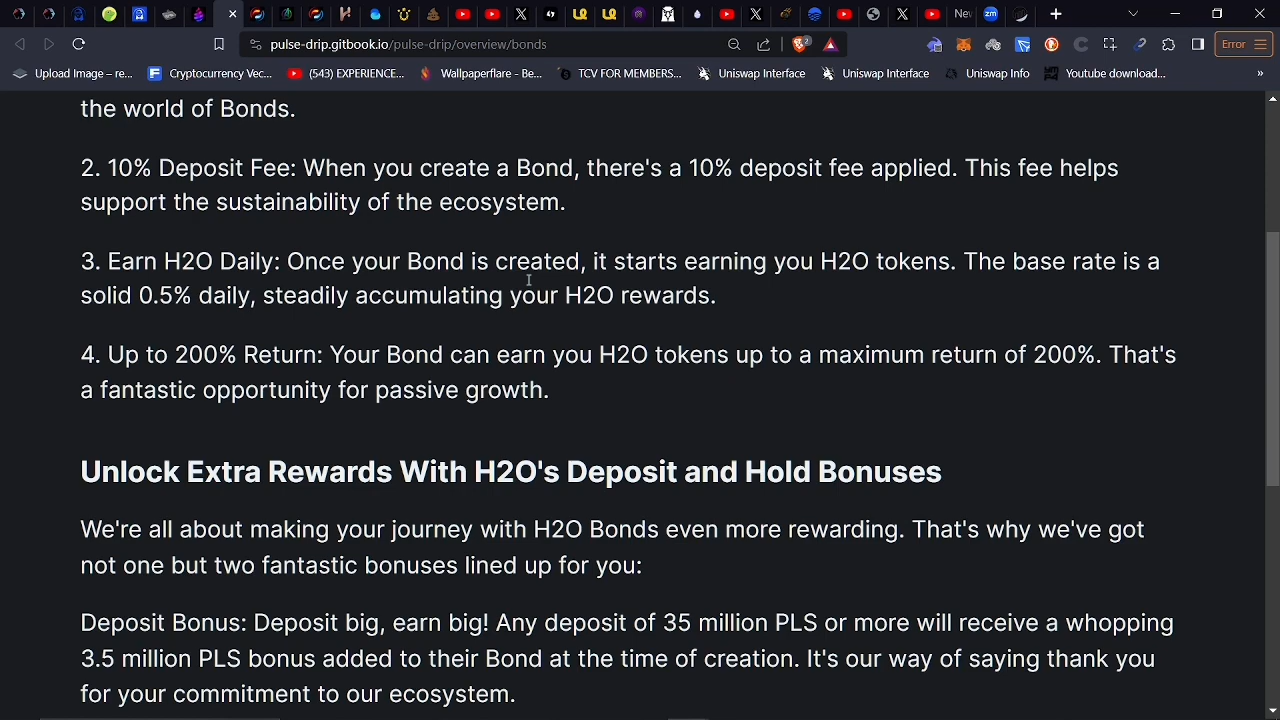 New
pulse-drip.gitbook.io/pulse-drip/overview/bonds
2
Error
Upload Image – re...
Cryptocurrency Vec...
(543) EXPERIENCE...
Wallpaperflare - Be...
TCV FOR MEMBERS...
Uniswap Interface
Uniswap Interface
Uniswap Info
Youtube download...
»
the world of Bonds.
2. 10% Deposit Fee: When you create a Bond, there's a 10% deposit fee applied. This fee helps
support the sustainability of the ecosystem.
3. Earn H2O Daily: Once your Bond is created, it starts earning you H2O tokens. The base rate is a
solid 0.5% daily, steadily accumulating your H2O rewards.
4. Up to 200% Return: Your Bond can earn you H2O tokens up to a maximum return of 200%. That's
a fantastic opportunity for passive growth.
Unlock Extra Rewards With H2O's Deposit and Hold Bonuses
We're all about making your journey with H2O Bonds even more rewarding. That's why we've got
not one but two fantastic bonuses lined up for you:
Deposit Bonus: Deposit big, earn big! Any deposit of 35 million PLS or more will receive a whopping
3.5 million PLS bonus added to their Bond at the time of creation. It's our way of saying thank you
for your commitment to our ecosystem.